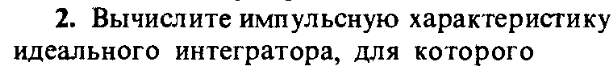 2. Вычислите импульсную характеристику
идеального интегратора, для которого